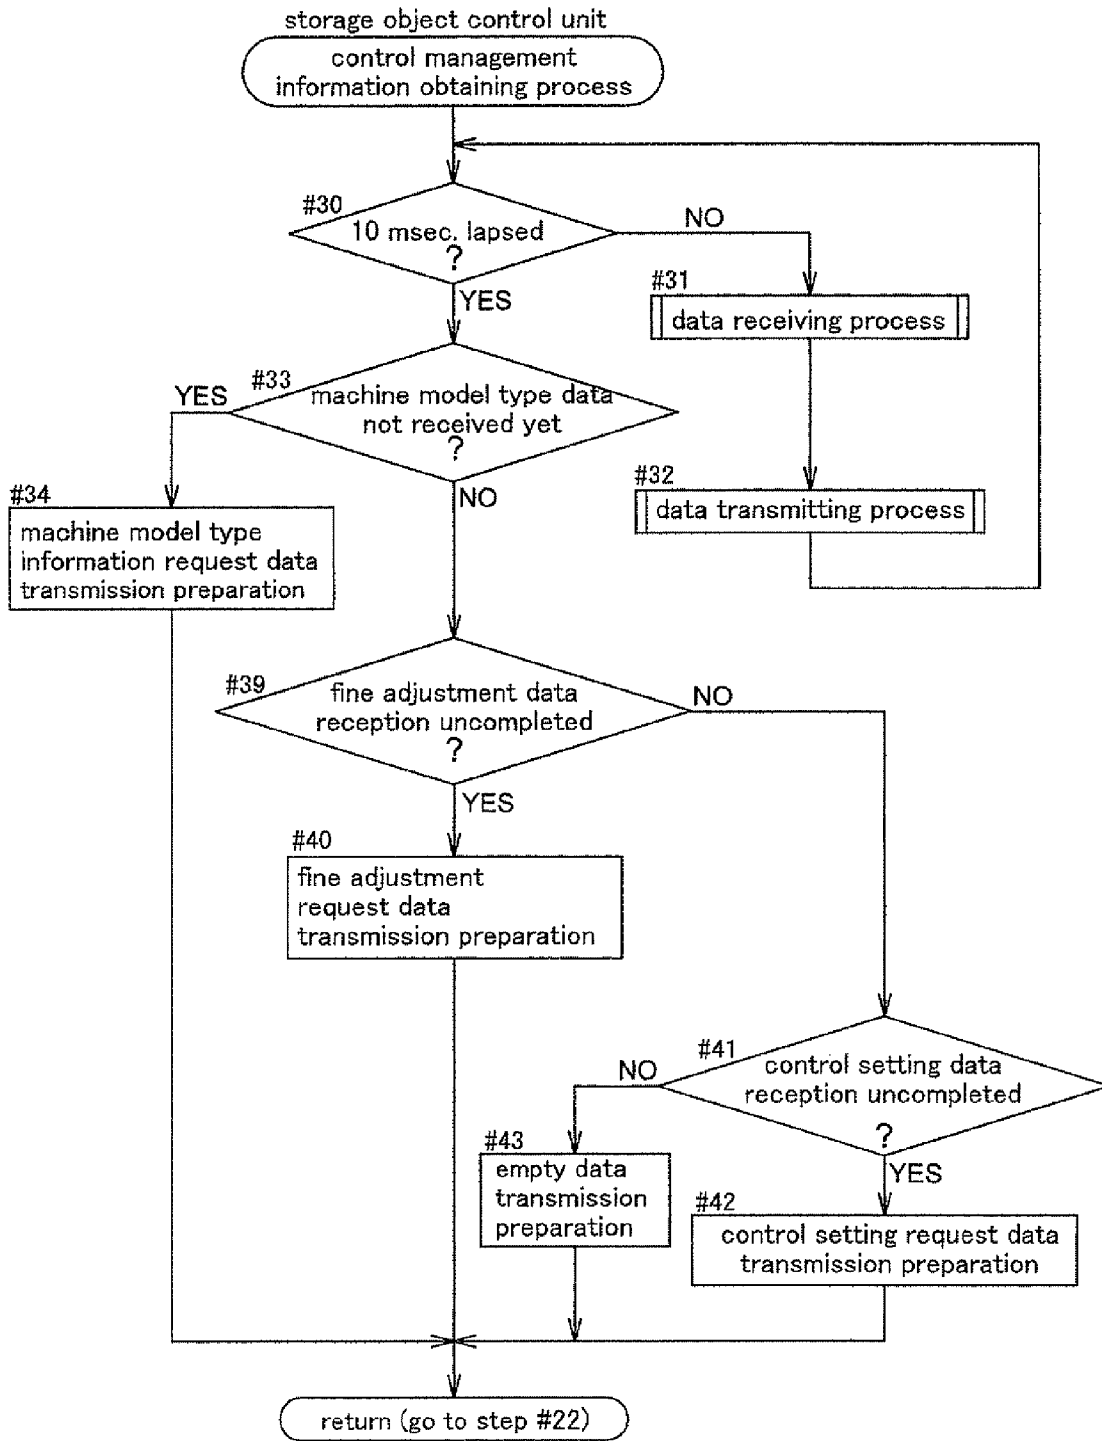 storage object control unit
control management
information obtaining process
#30
10 msec. lapsed
?
NO
YES
#31
data receiving process
#32
data transmitting process
#33
machine model type data
not received yet
?
YES
NO
#34
machine model type
information request data
transmission preparation
#39
fine adjustment data
reception uncompleted
?
NO
YES
#40
fine adjustment
request data
transmission preparation
#41
control setting data
reception uncompleted
?
NO
YES
#43
empty data
transmission
preparation
#42
control setting request data
transmission preparation
return (go to step #22)